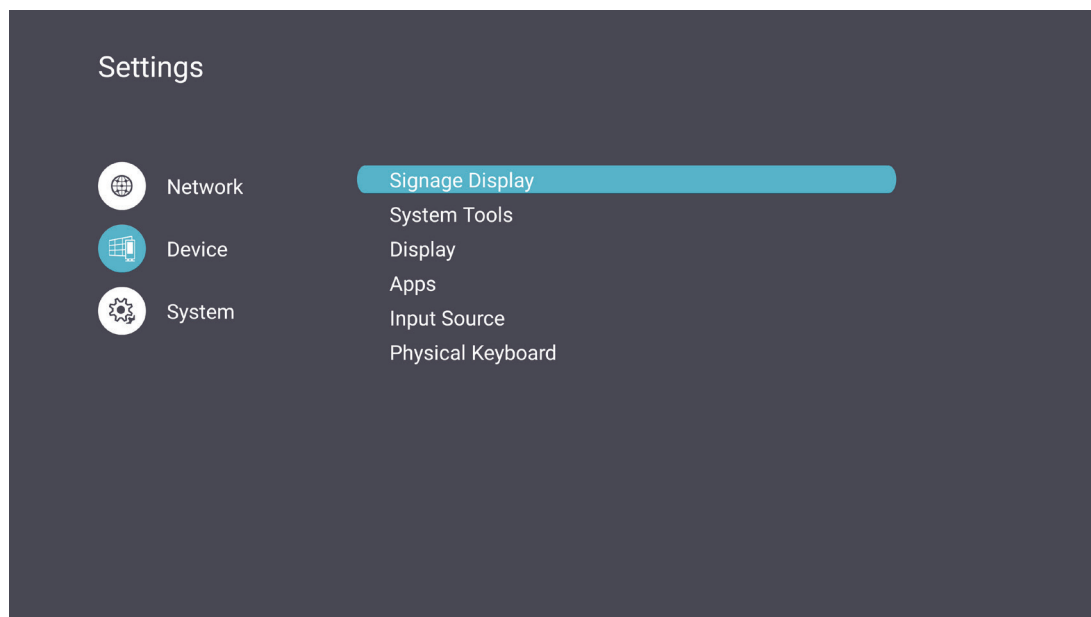 Settings
Network
Device
System
Signage Display
System Tools
Display
Apps
Input Source
Physical Keyboard